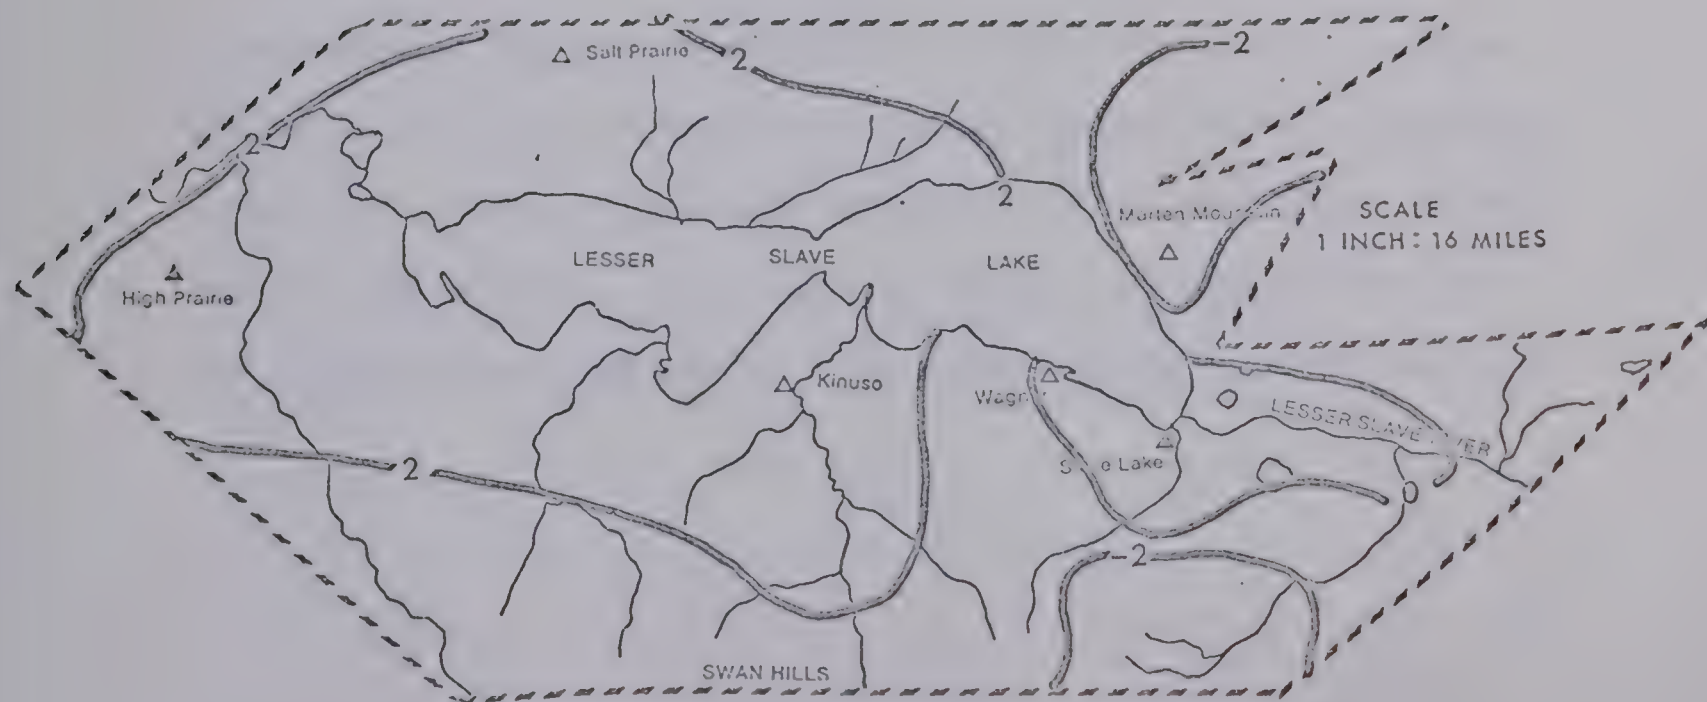 -2
Salt Prairie
2
2
2
Marten Mountain
SCALE
1 INCH : 16 MILES
LESSER SLAVE LAKE
High Prairie
Kinuso
LESSER SLAVE
2
0
-2
SWAN HILLS